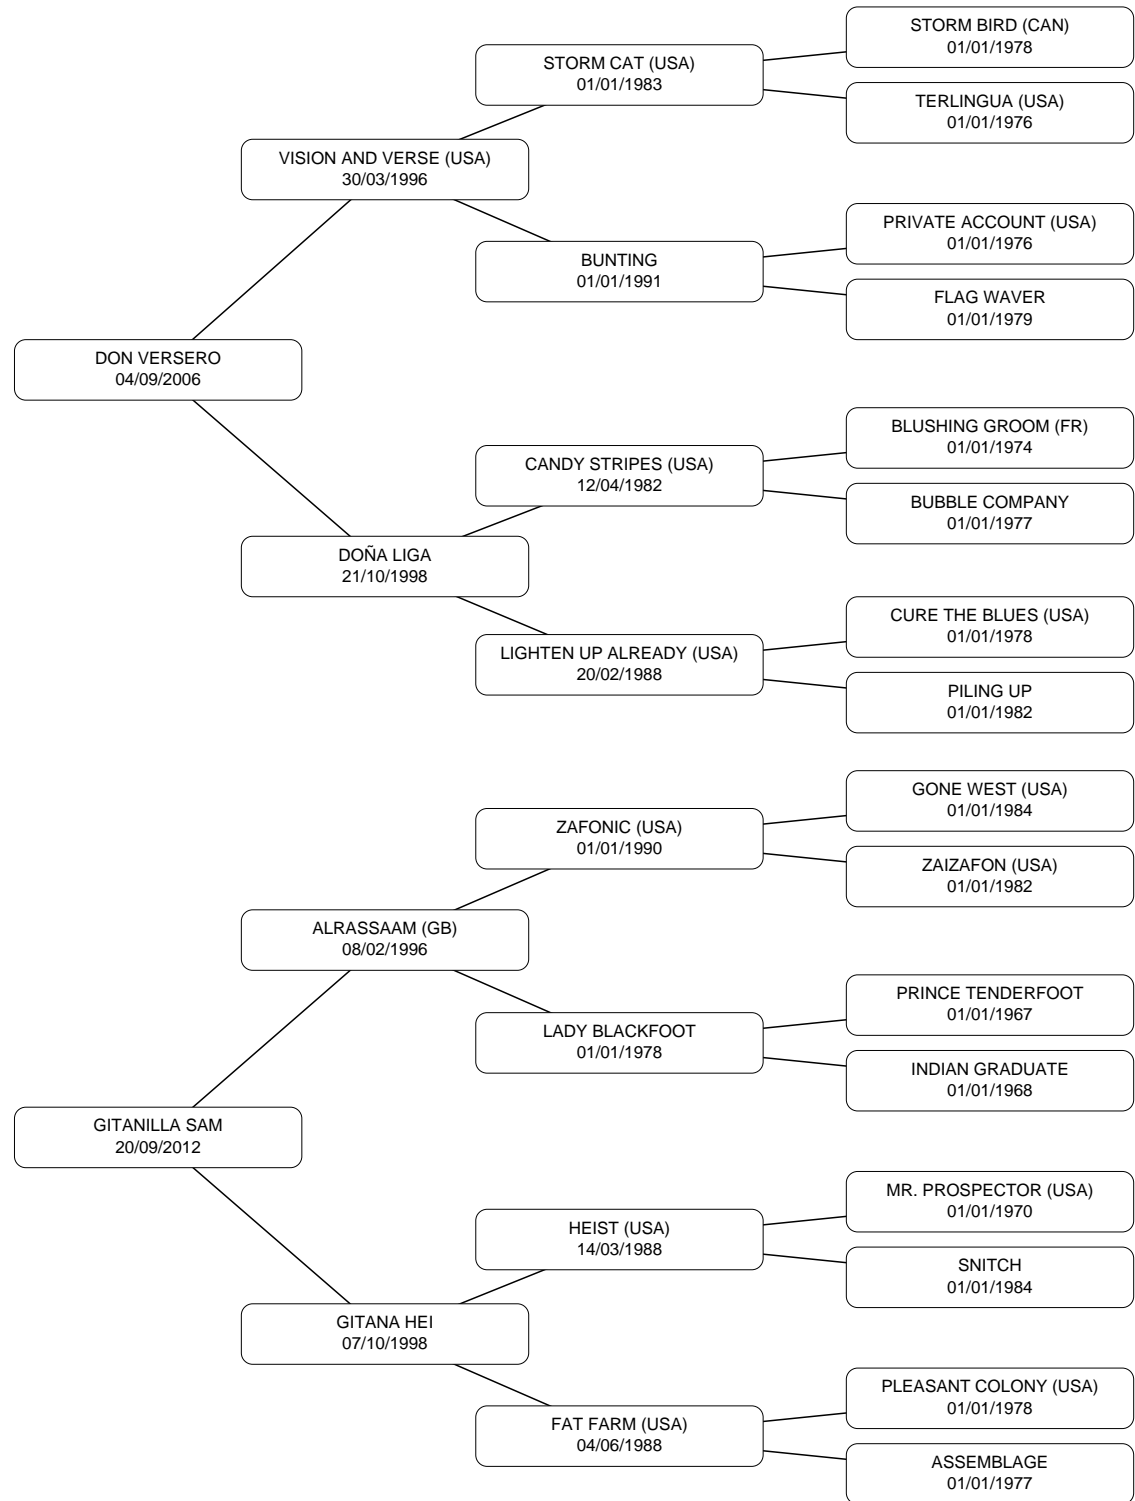 STORM BIRD (CAN)
01/01/1978
STORM CAT (USA)
01/01/1983
TERLINGUA (USA)
01/01/1976
VISION AND VERSE (USA)
30/03/1996
PRIVATE ACCOUNT (USA)
01/01/1976
BUNTING
01/01/1991
FLAG WAVER
01/01/1979
DON VERSERO
04/09/2006
BLUSHING GROOM (FR)
01/01/1974
CANDY STRIPES (USA)
12/04/1982
BUBBLE COMPANY
01/01/1977
DOÑA LIGA
21/10/1998
CURE THE BLUES (USA)
01/01/1978
LIGHTEN UP ALREADY (USA)
20/02/1988
PILING UP
01/01/1982
GONE WEST (USA)
01/01/1984
ZAFONIC (USA)
01/01/1990
ZAIZAFON (USA)
01/01/1982
ALRASSAAM (GB)
08/02/1996
PRINCE TENDERFOOT
01/01/1967
LADY BLACKFOOT
01/01/1978
INDIAN GRADUATE
01/01/1968
GITANILLA SAM
20/09/2012
MR. PROSPECTOR (USA)
01/01/1970
HEIST (USA)
14/03/1988
SNITCH
01/01/1984
GITANA HEI
07/10/1998
PLEASANT COLONY (USA)
01/01/1978
FAT FARM (USA)
04/06/1988
ASSEMBLAGE
01/01/1977